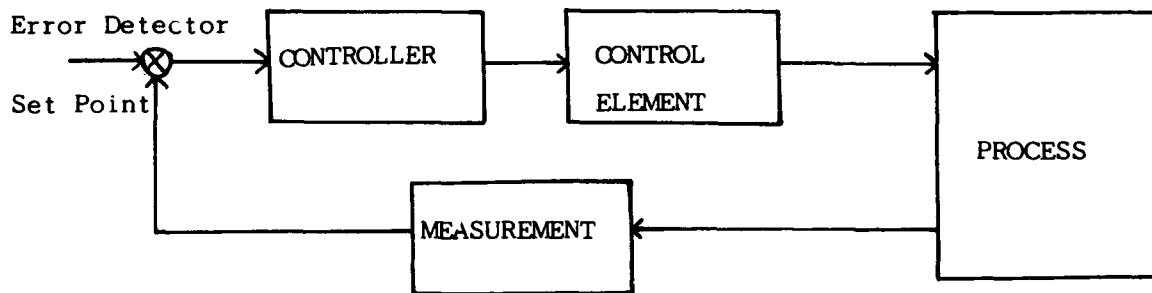 Error Detector
Set Point
CONTROLLER
CONTROL
ELEMENT
PROCESS
MEASUREMENT